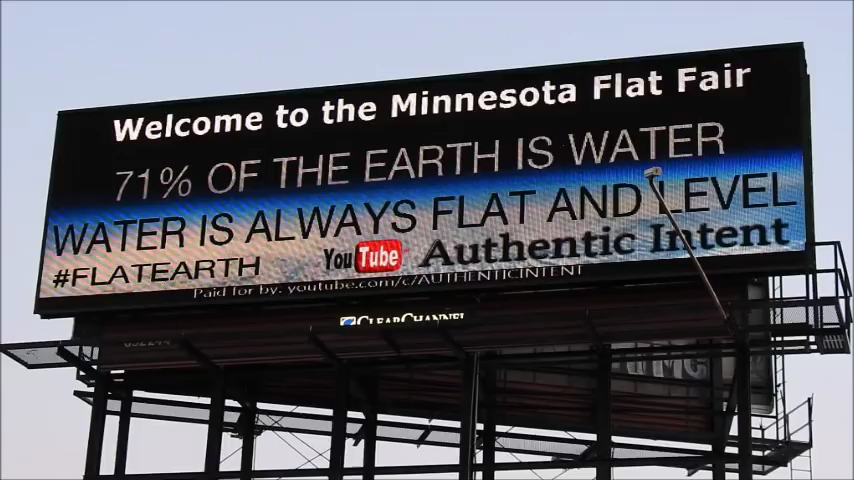 Welcome to the Minnesota Flat Fair
71% OF THE EARTH IS WATER
WATER IS ALWAYS FLAT AND LEVEL
#FLATEARTH YouTube Authentic Intent
Paid for by: youtube.com/c/AUTHENTICINTENT
CLEARCHANNEL